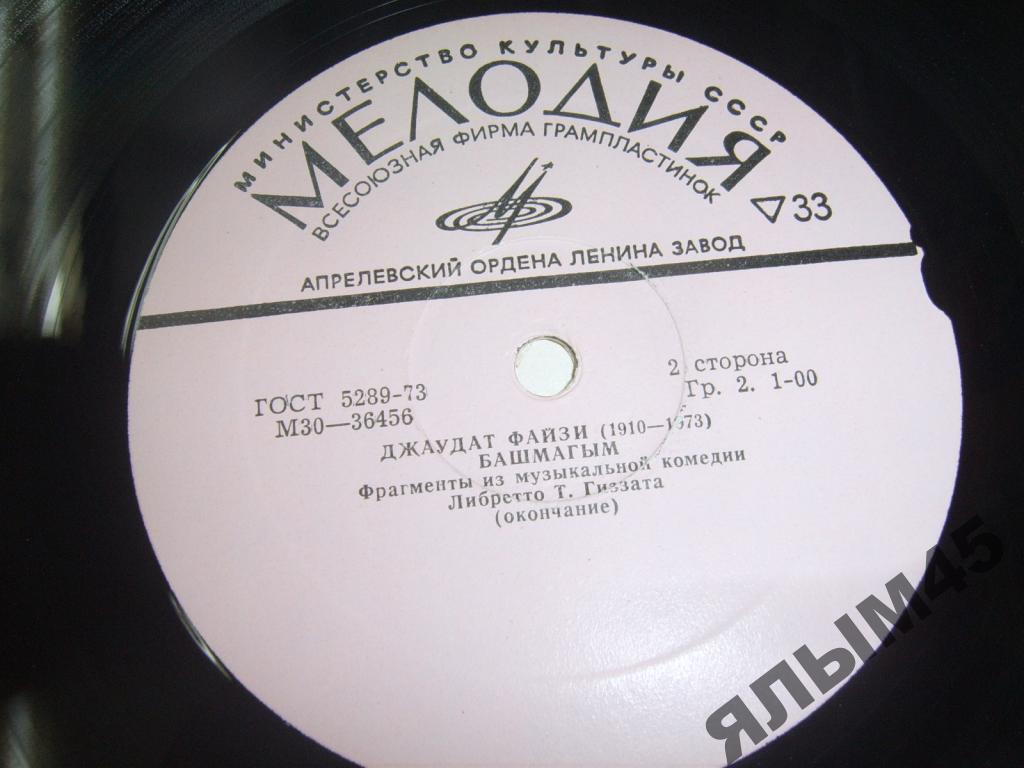 МИНИСТЕРСТВО КУЛЬТУРЫ СССР
МЕЛОДИЯ
ВСЕСОЮЗНАЯ ФИРМА ГРАМПЛАСТИНОК
33
АПРЕЛЕВСКИЙ ОРДЕНА ЛЕНИНА ЗАВОД
ГОСТ 5289-73
М30—36456
2 сторона
Гр. 2. 1-00
ДЖАУДАТ ФАЙЗИ (1910—1973)
БАШМАГЫМ
Фрагменты из музыкальной комедии
Либретто Т. Гиззата
(окончание)
ЯЛЫМ45